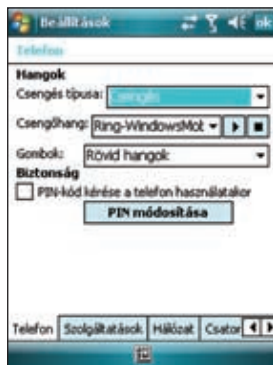 Beállítások ok
Telefon
Hangok
Csengés típusa: Csengés
Csengőhang: Ring-WindowsMot
Gombok: Rövid hangok
Biztonság
PIN-kód kérése a telefon használatakor
PIN módosítása
Telefon Szolgáltatások Hálózat Csator